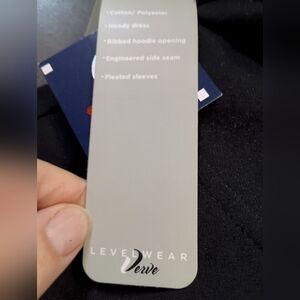 •Cotton/ Polyester
•Hoody dress
•Ribbed hoodie opening
•Engineered side seam
•Pleated sleeves
LEVELWEAR
Verve